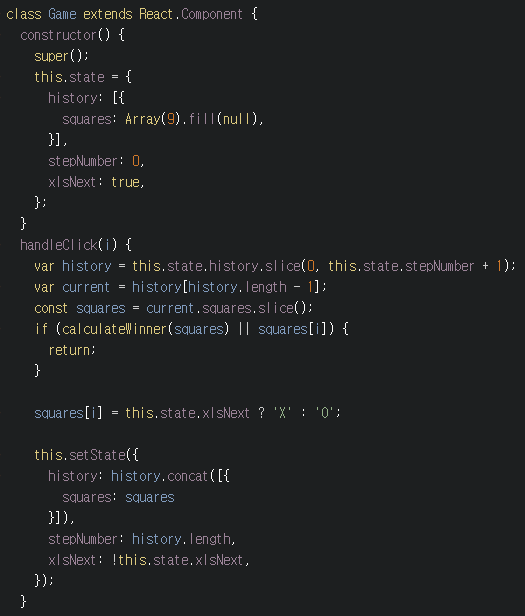 class Game extends React.Component {
  constructor() {
    super();
    this.state = {
      history: [{
        squares: Array(9).fill(null),
      }],
      stepNumber: 0,
      xIsNext: true,
    };
  }
  handleClick(i) {
    var history = this.state.history.slice(0, this.state.stepNumber + 1);
    var current = history[history.length - 1];
    const squares = current.squares.slice();
    if (calculateWinner(squares) || squares[i]) {
      return;
    }

    squares[i] = this.state.xIsNext ? 'X' : 'O';

    this.setState({
      history: history.concat([{
        squares: squares
      }]),
      stepNumber: history.length,
      xIsNext: !this.state.xIsNext,
    });
  }